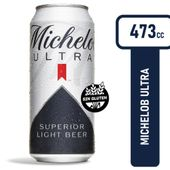 Michelob
ULTRA
SIN GLUTEN
SUPERIOR
LIGHT BEER
473cc
MICHELOB ULTRA